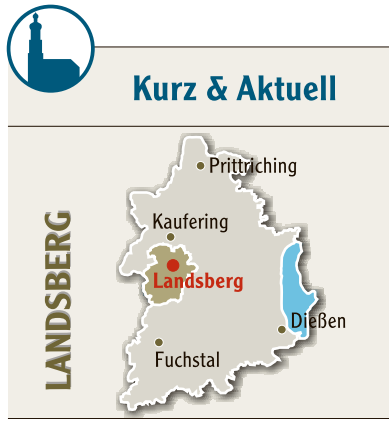 Kurz & Aktuell
LANDSBERG
Prittriching
Kaufering
Landsberg
Dießen
Fuchstal